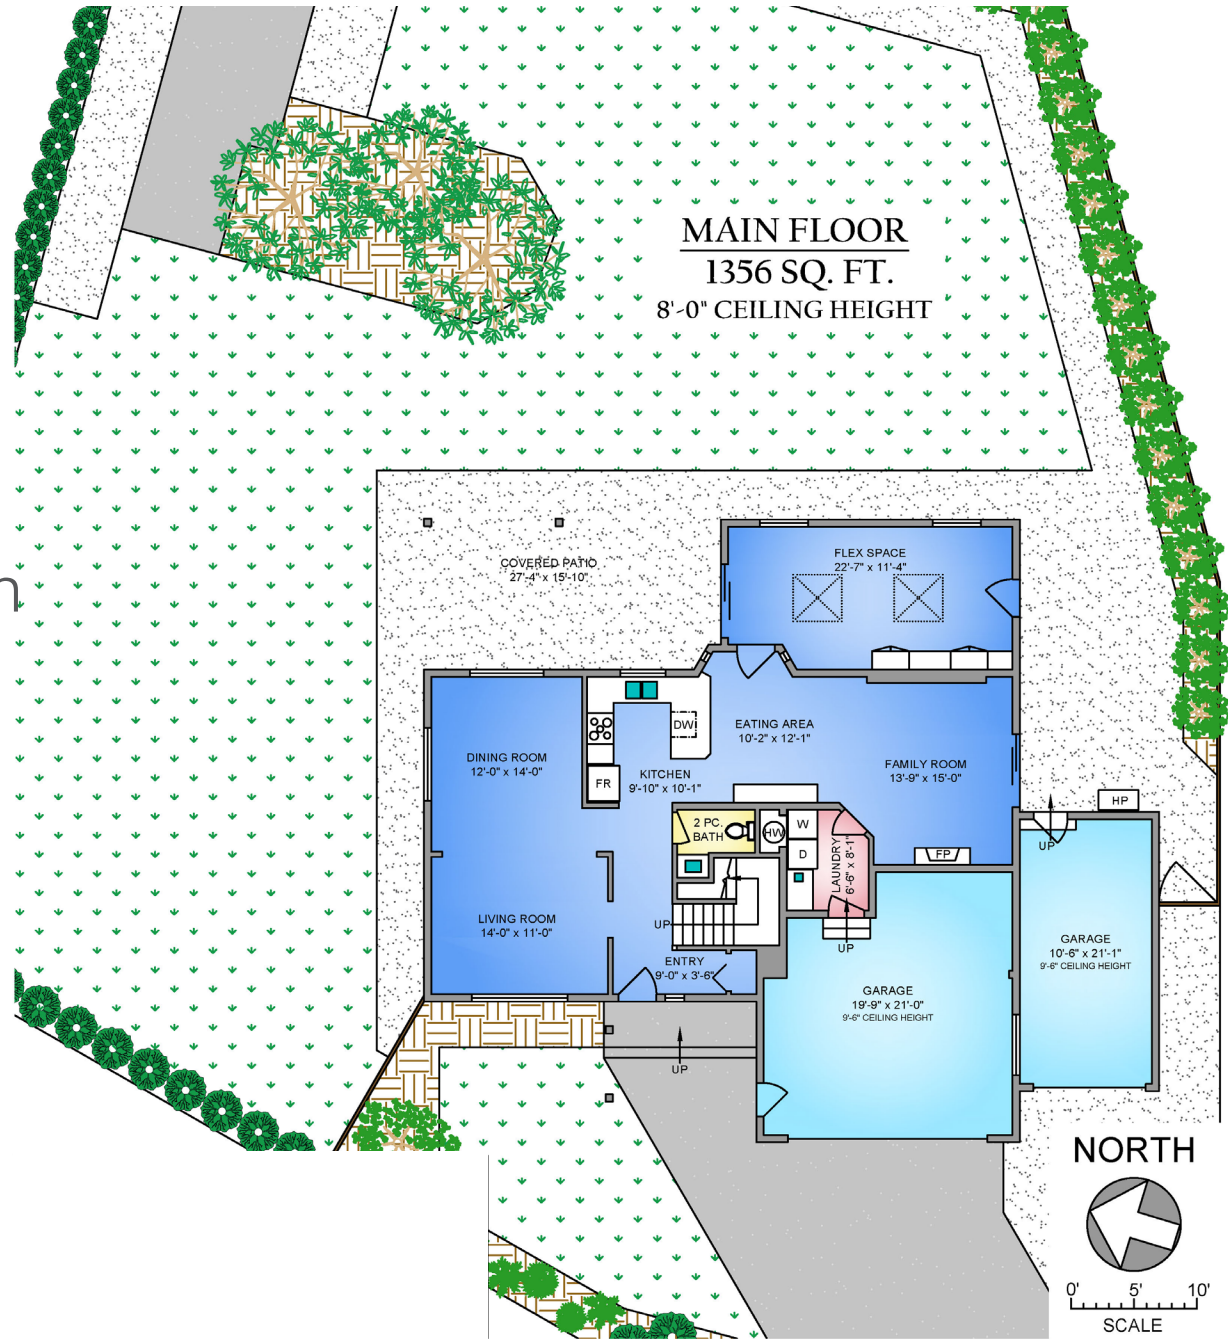 MAIN FLOOR
1356 SQ. FT.
8'-0" CEILING HEIGHT
n
COVERED PATIO
27'-4" x 15'-10"
FLEX SPACE
22'-7" x 11'-4"
EATING AREA
10'-2" x 12'-1"
DW
DINING ROOM
12'-0" x 14'-0"
FR
KITCHEN
9'-10" x 10'-1"
FAMILY ROOM
13'-9" x 15'-0"
HP
2 PC.
BATH
HW
W
D
LAUNDRY
6'-6" x 8'-1"
FP
UP
LIVING ROOM
14'-0" x 11'-0"
UP
UP
ENTRY
9'-0" x 3'-6"
GARAGE
10'-6" x 21'-1"
9'-6" CEILING HEIGHT
GARAGE
19'-9" x 21'-0"
9'-6" CEILING HEIGHT
UP
NORTH
0' 5' 10'
SCALE